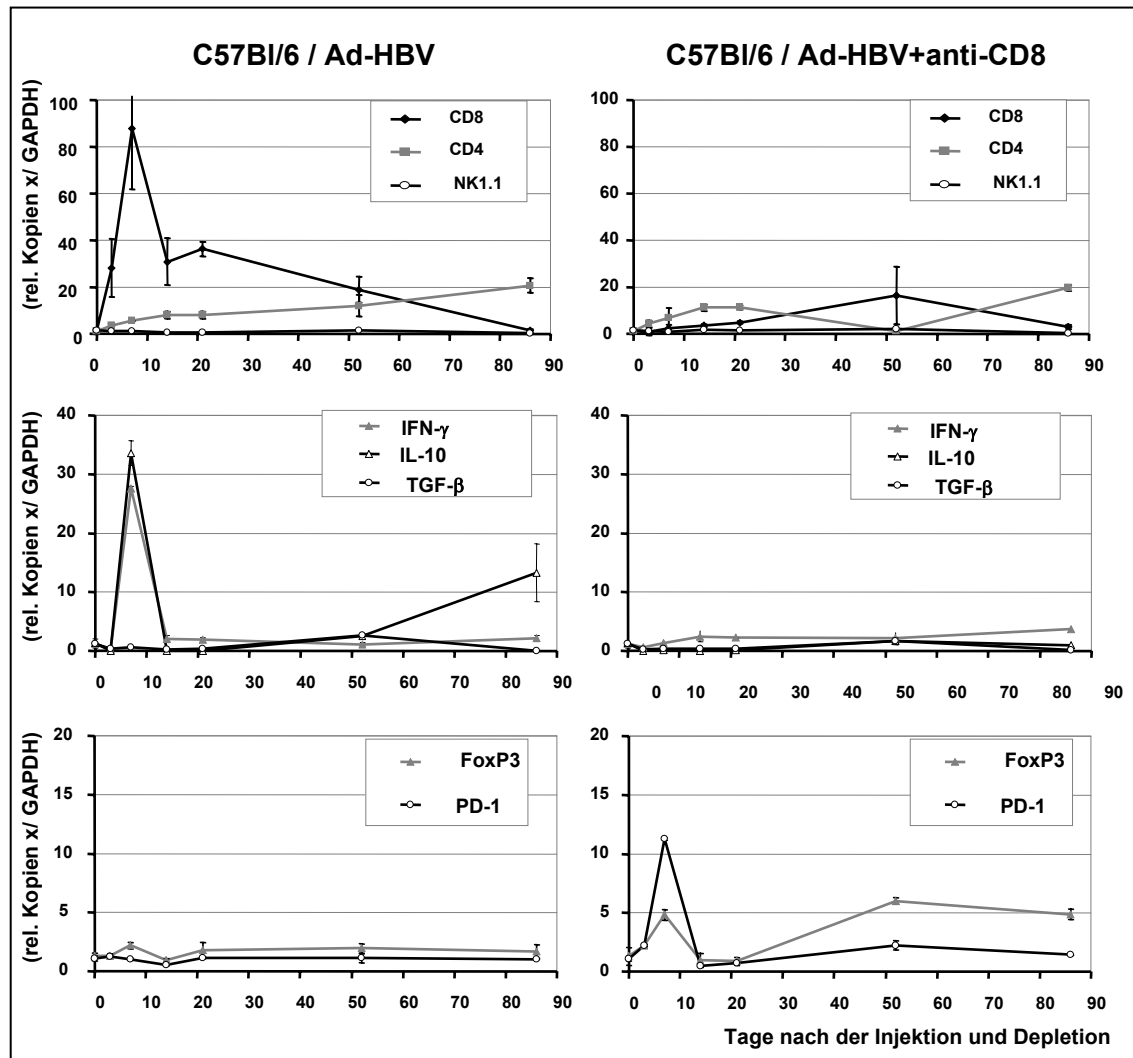 C57Bl/6 / Ad-HBV
C57Bl/6 / Ad-HBV+anti-CD8
(rel. Kopien x/ GAPDH)
100
80
60
40
20
0
CD8
CD4
NK1.1
0 10 20 30 40 50 60 70 80 90
100
80
60
40
20
0
CD8
CD4
NK1.1
0 10 20 30 40 50 60 70 80 90
(rel. Kopien x/ GAPDH)
40
30
20
10
0
IFN-γ
IL-10
TGF-β
0 10 20 30 40 50 60 70 80 90
40
30
20
10
0
IFN-γ
IL-10
TGF-β
0 10 20 30 40 50 60 70 80 90
(rel. Kopien x/ GAPDH)
20
15
10
5
0
FoxP3
PD-1
0 10 20 30 40 50 60 70 80 90
20
15
10
5
0
FoxP3
PD-1
0 10 20 30 40 50 60 70 80 90
Tage nach der Injektion und Depletion